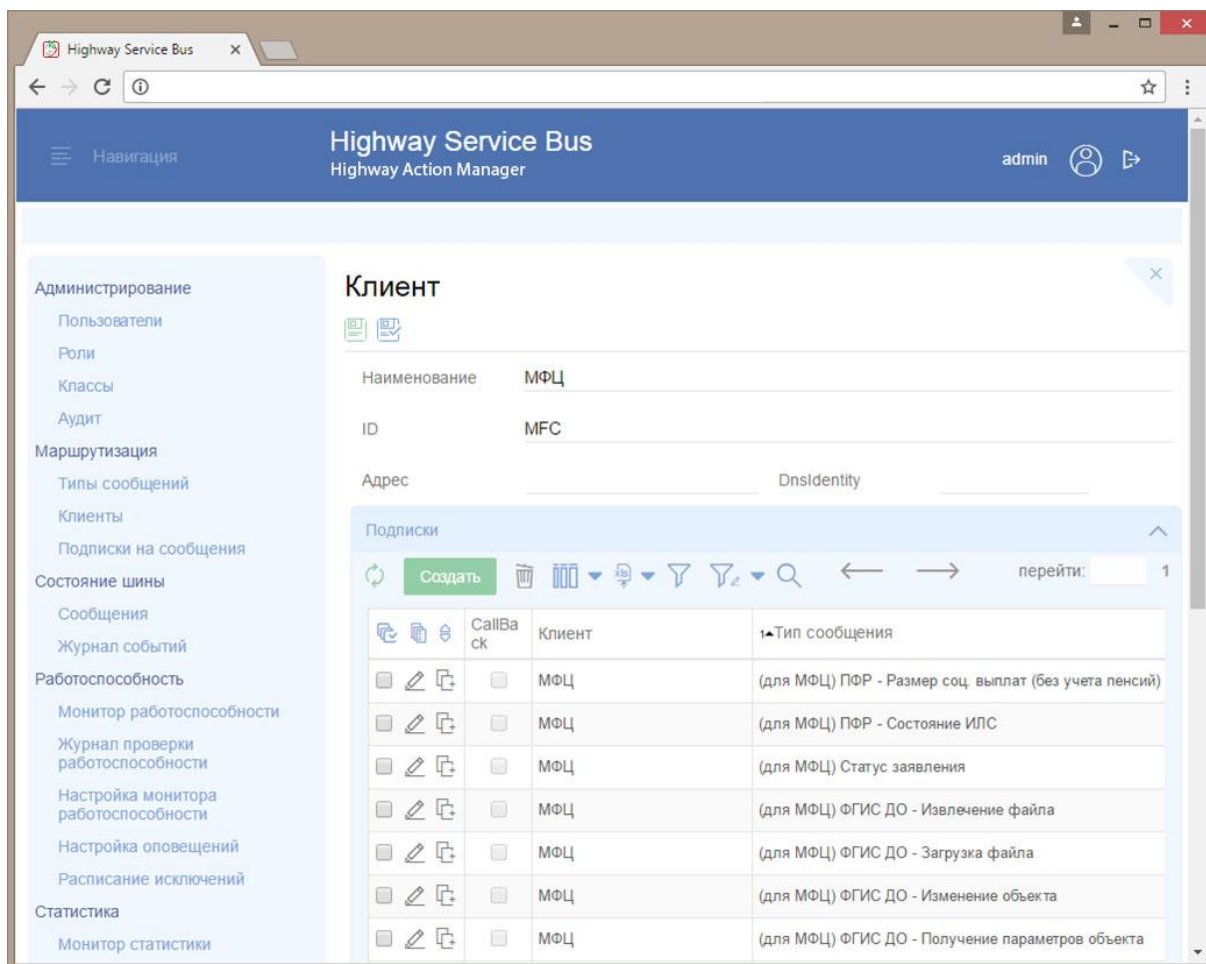 Highway Service Bus
Навигация
Highway Service Bus
Highway Action Manager
admin
Администрирование
Пользователи
Роли
Классы
Аудит
Маршрутизация
Типы сообщений
Клиенты
Подписки на сообщения
Состояние шины
Сообщения
Журнал событий
Работоспособность
Монитор работоспособности
Журнал проверки
работоспособности
Настройка монитора
работоспособности
Настройка оповещений
Расписание исключений
Статистика
Монитор статистики
Клиент
Наименование МФЦ
ID MFC
Адрес DnsIdentity
Подписки
Создать xls перейти: 1
CallBa
ck Клиент 1 Тип сообщения
МФЦ (для МФЦ) ПФР - Размер соц. выплат (без учета пенсий)
МФЦ (для МФЦ) ПФР - Состояние ИЛС
МФЦ (для МФЦ) Статус заявления
МФЦ (для МФЦ) ФГИС ДО - Извлечение файла
МФЦ (для МФЦ) ФГИС ДО - Загрузка файла
МФЦ (для МФЦ) ФГИС ДО - Изменение объекта
МФЦ (для МФЦ) ФГИС ДО - Получение параметров объекта